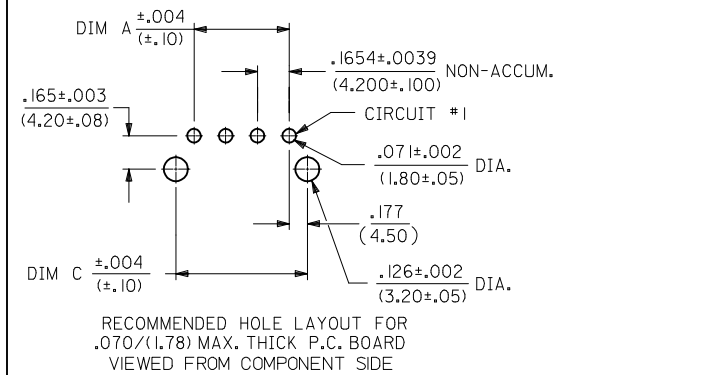 DIM A ±.004
(±.10)
.1654±.0039
(4.200±.100) NON-ACCUM.
.165±.003
(4.20±.08)
CIRCUIT #1
.071±.002
(1.80±.05) DIA.
.177
(4.50)
DIM C ±.004
(±.10)
.126±.002
(3.20±.05) DIA.
RECOMMENDED HOLE LAYOUT FOR
.070/(1.78) MAX. THICK P.C. BOARD
VIEWED FROM COMPONENT SIDE